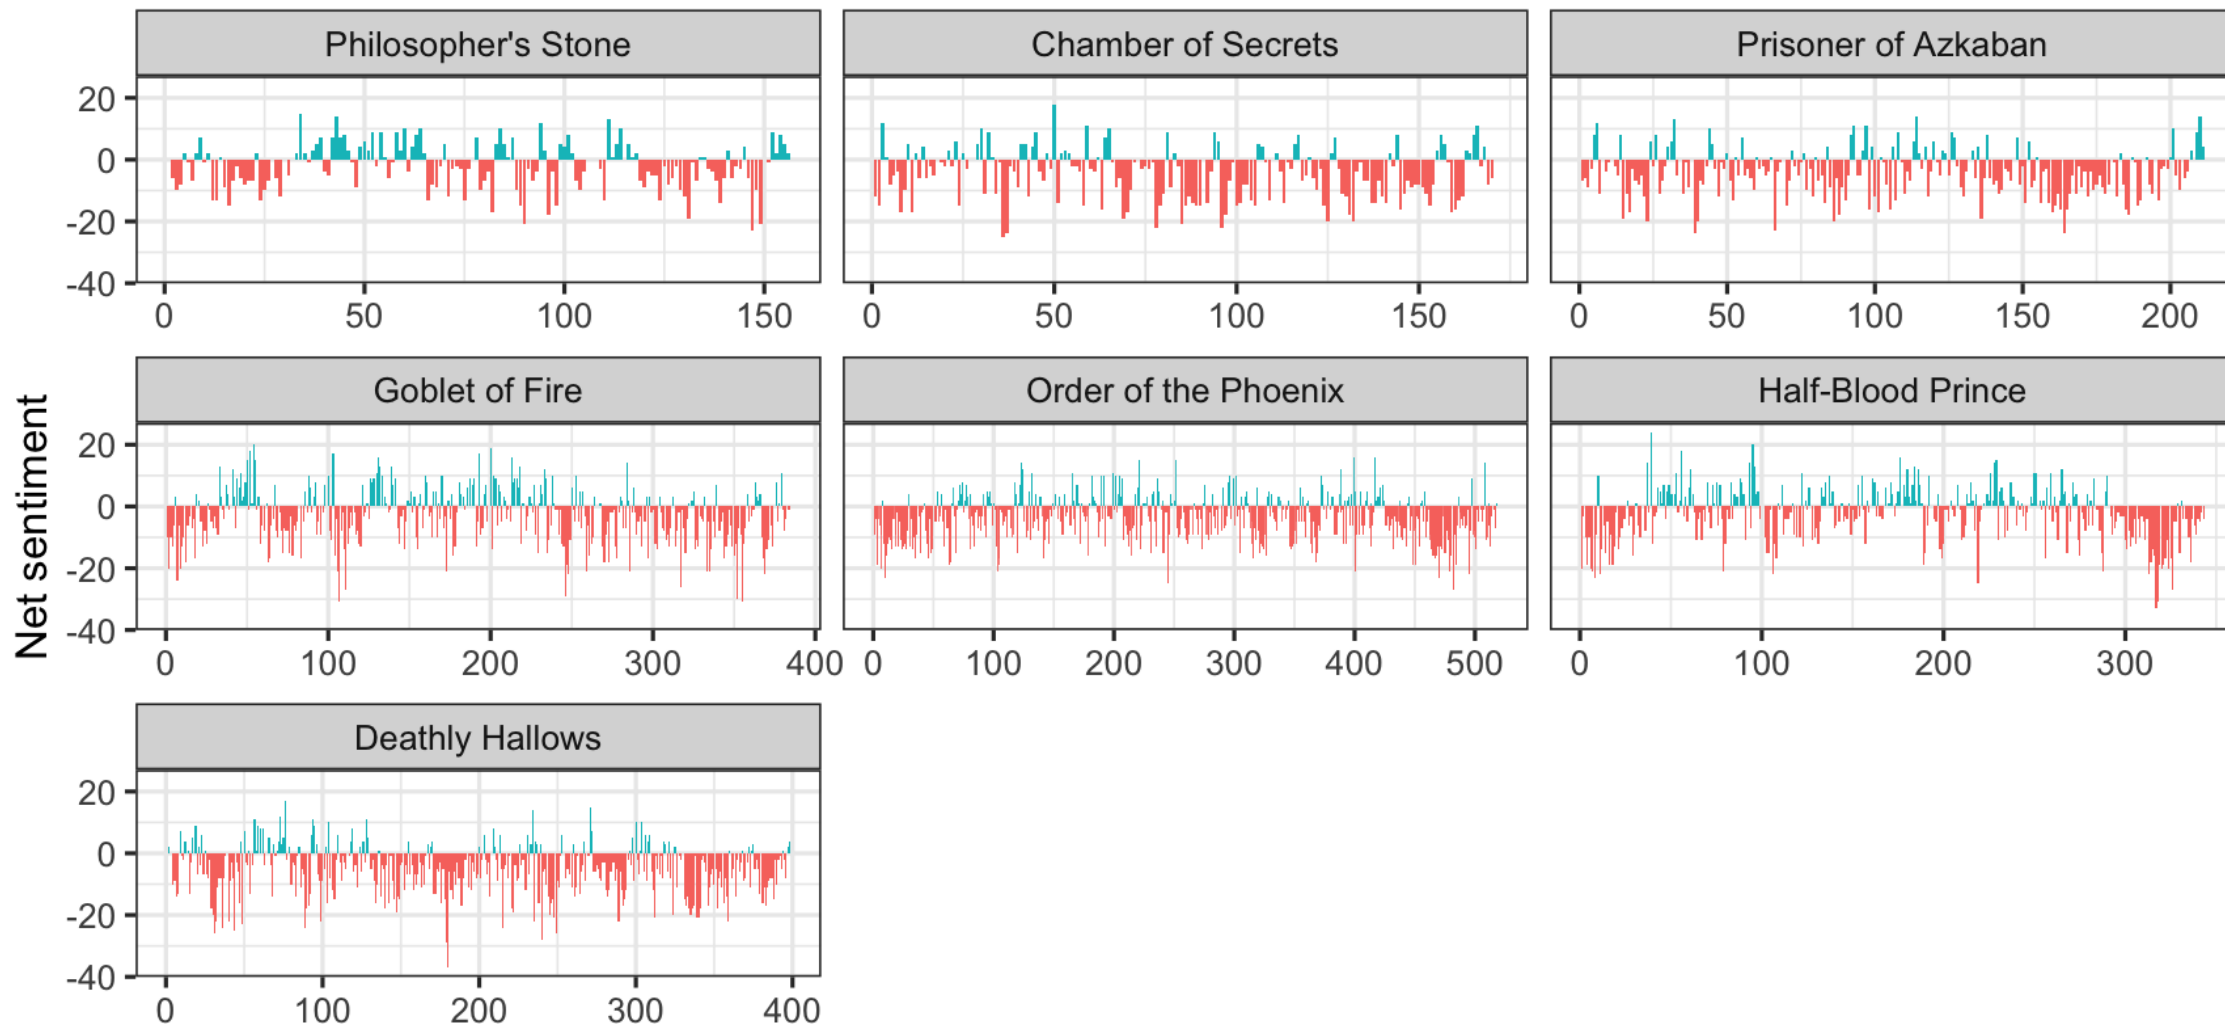 Philosopher's Stone
Chamber of Secrets
Prisoner of Azkaban
20
0
-20
-40
0 50 100 150
0 50 100 150
0 50 100 150 200
Net sentiment
Goblet of Fire
Order of the Phoenix
Half-Blood Prince
20
0
-20
-40
0 100 200 300 400
0 100 200 300 400 500
0 100 200 300
Deathly Hallows
20
0
-20
-40
0 100 200 300 400